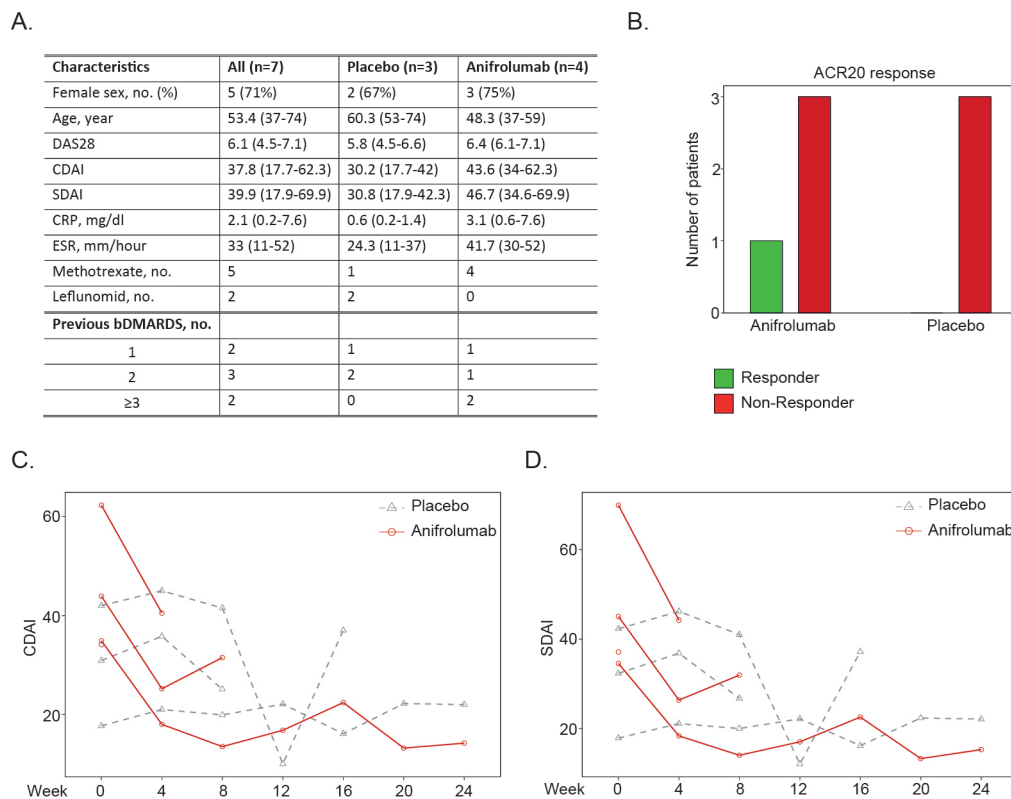 A.
Characteristics All (n=7) Placebo (n=3) Anifrolumab (n=4)
Female sex, no. (%) 5 (71%) 2 (67%) 3 (75%)
Age, year 53.4 (37-74) 60.3 (53-74) 48.3 (37-59)
DAS28 6.1 (4.5-7.1) 5.8 (4.5-6.6) 6.4 (6.1-7.1)
CDAI 37.8 (17.7-62.3) 30.2 (17.7-42) 43.6 (34-62.3)
SDAI 39.9 (17.9-69.9) 30.8 (17.9-42.3) 46.7 (34.6-69.9)
CRP, mg/dl 2.1 (0.2-7.6) 0.6 (0.2-1.4) 3.1 (0.6-7.6)
ESR, mm/hour 33 (11-52) 24.3 (11-37) 41.7 (30-52)
Methotrexate, no. 5 1 4
Leflunomid, no. 2 2 0
Previous bDMARDS, no.
1 2 1 1
2 3 2 1
≥3 2 0 2
B.
ACR20 response
Number of patients
3
2
1
0
Anifrolumab Placebo
Responder
Non-Responder
C.
Placebo
Anifrolumab
CDAI
60
40
20
Week 0 4 8 12 16 20 24
D.
Placebo
Anifrolumab
SDAI
60
40
20
Week 0 4 8 12 16 20 24